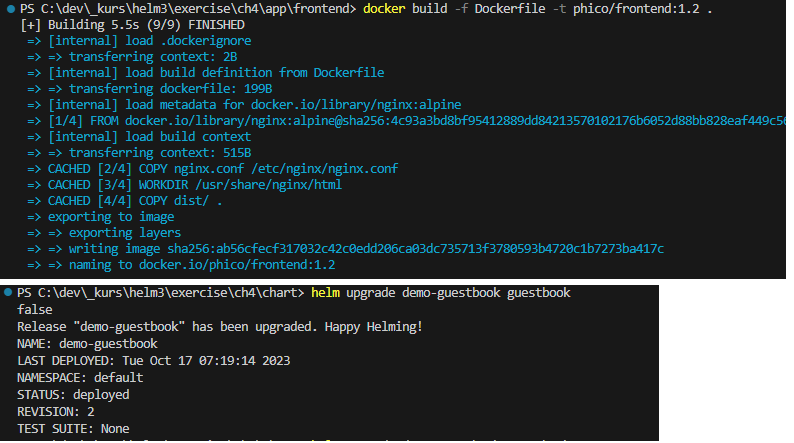 PS C:\dev\_kurs\helm3\exercise\ch4\app\frontend> docker build -f Dockerfile -t phico/frontend:1.2 .
[+] Building 5.5s (9/9) FINISHED
=> [internal] load .dockerignore
=> => transferring context: 2B
=> [internal] load build definition from Dockerfile
=> => transferring dockerfile: 199B
=> [internal] load metadata for docker.io/library/nginx:alpine
=> [1/4] FROM docker.io/library/nginx:alpine@sha256:4c93a3bd8bf95412889dd84213570102176b6052d88bb828eaf449c56
=> [internal] load build context
=> => transferring context: 515B
=> CACHED [2/4] COPY nginx.conf /etc/nginx/nginx.conf
=> CACHED [3/4] WORKDIR /usr/share/nginx/html
=> CACHED [4/4] COPY dist/ .
=> exporting to image
=> => exporting layers
=> => writing image sha256:ab56cfecf317032c42c0edd206ca03dc735713f3780593b4720c1b7273ba417c
=> => naming to docker.io/phico/frontend:1.2
PS C:\dev\_kurs\helm3\exercise\ch4\chart> helm upgrade demo-guestbook guestbook
false
Release "demo-guestbook" has been upgraded. Happy Helming!
NAME: demo-guestbook
LAST DEPLOYED: Tue Oct 17 07:19:14 2023
NAMESPACE: default
STATUS: deployed
REVISION: 2
TEST SUITE: None